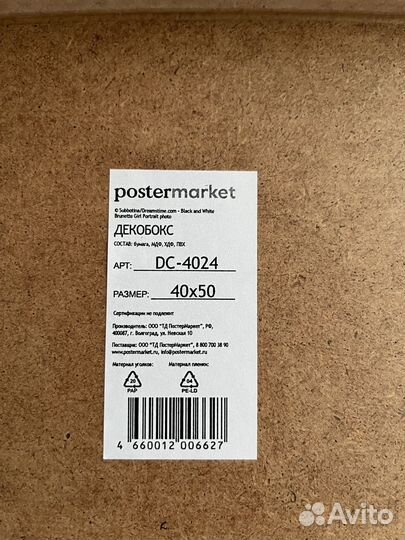 postermarket
© Subbotina/Dreamstime.com - Black and White
Brunette Girl Portrait photo
ДЕКОБОКС
СОСТАВ: бумага, МДФ, ХДФ, ПВХ
АРТ: DC-4024
РАЗМЕР: 40x50
Сертификации не подлежит
Производитель: ООО "ТД ПостерМаркет", РФ,
400087, г. Волгоград, ул. Невская 10
Поставщик: ООО "ТД ПостерМаркет", 8 800 700 38 90
www.postermarket.ru, info@postermarket.ru
Материал уголков: Материал пленки:
20 04
PAP PE-LD
4 660012 006627
Avito